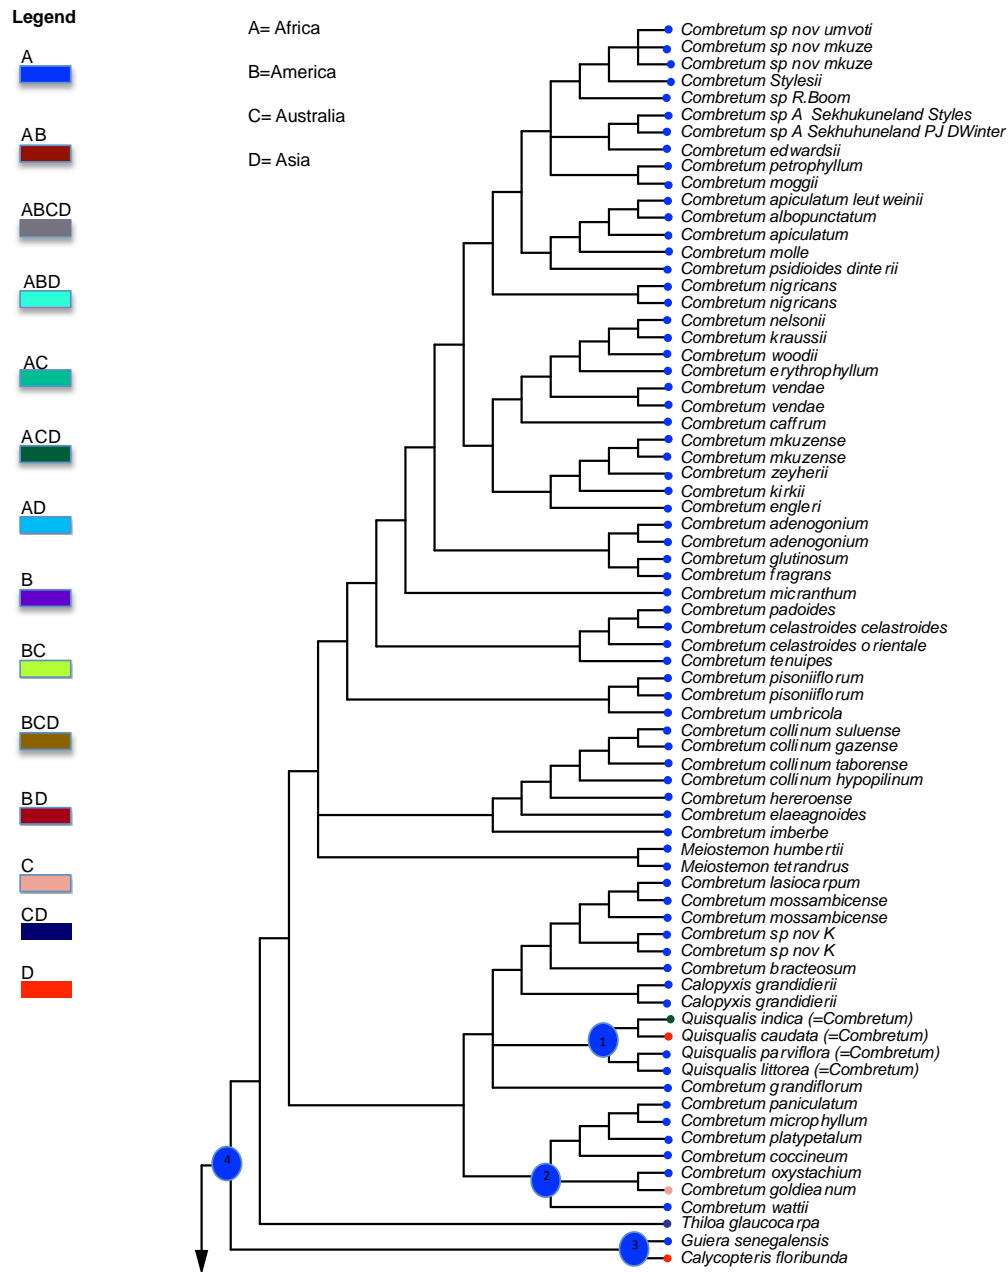 Legend
A
AB
ABCD
ABD
AC
ACD
AD
B
BC
BCD
BD
C
CD
D
A= Africa
B=America
C= Australia
D= Asia
Combretum sp nov umvoti
Combretum sp nov mkuze
Combretum sp nov mkuze
Combretum Stylesii
Combretum sp R.Boom
Combretum sp A Sekhukuneland Styles
Combretum sp A Sekhuhuneland PJ DWinter
Combretum edwardsii
Combretum petrophyllum
Combretum moggii
Combretum apiculatum leutweinii
Combretum albopunctatum
Combretum apiculatum
Combretum molle
Combretum psidioides dinterii
Combretum nigricans
Combretum nigricans
Combretum nelsonii
Combretum kraussii
Combretum woodii
Combretum erythrophyllum
Combretum vendae
Combretum vendae
Combretum caffrum
Combretum mkuzense
Combretum mkuzense
Combretum zeyherii
Combretum kirkii
Combretum engleri
Combretum adenogonium
Combretum adenogonium
Combretum glutinosum
Combretum fragrans
Combretum micranthum
Combretum padoides
Combretum celastroides celastroides
Combretum celastroides orientale
Combretum tenuipes
Combretum pisoniiflorum
Combretum pisoniiflorum
Combretum umbricola
Combretum collinum suluense
Combretum collinum gazense
Combretum collinum taborense
Combretum collinum hypopilinum
Combretum hereroense
Combretum elaeagnoides
Combretum imberbe
Meiostemon humbertii
Meiostemon tetrandrus
Combretum lasiocarpum
Combretum mossambicense
Combretum mossambicense
Combretum sp nov K
Combretum sp nov K
Combretum bracteosum
Calopyxis grandidierii
Calopyxis grandidierii
Quisqualis indica (=Combretum)
Quisqualis caudata (=Combretum)
1
Quisqualis parviflora (=Combretum)
Quisqualis littorea (=Combretum)
Combretum grandiflorum
Combretum paniculatum
Combretum microphyllum
Combretum platypetalum
Combretum coccineum
4
Combretum oxystachium
2
Combretum goldieanum
Combretum wattii
Thiloa glaucocarpa
Guiera senegalensis
3
Calycopteris floribunda